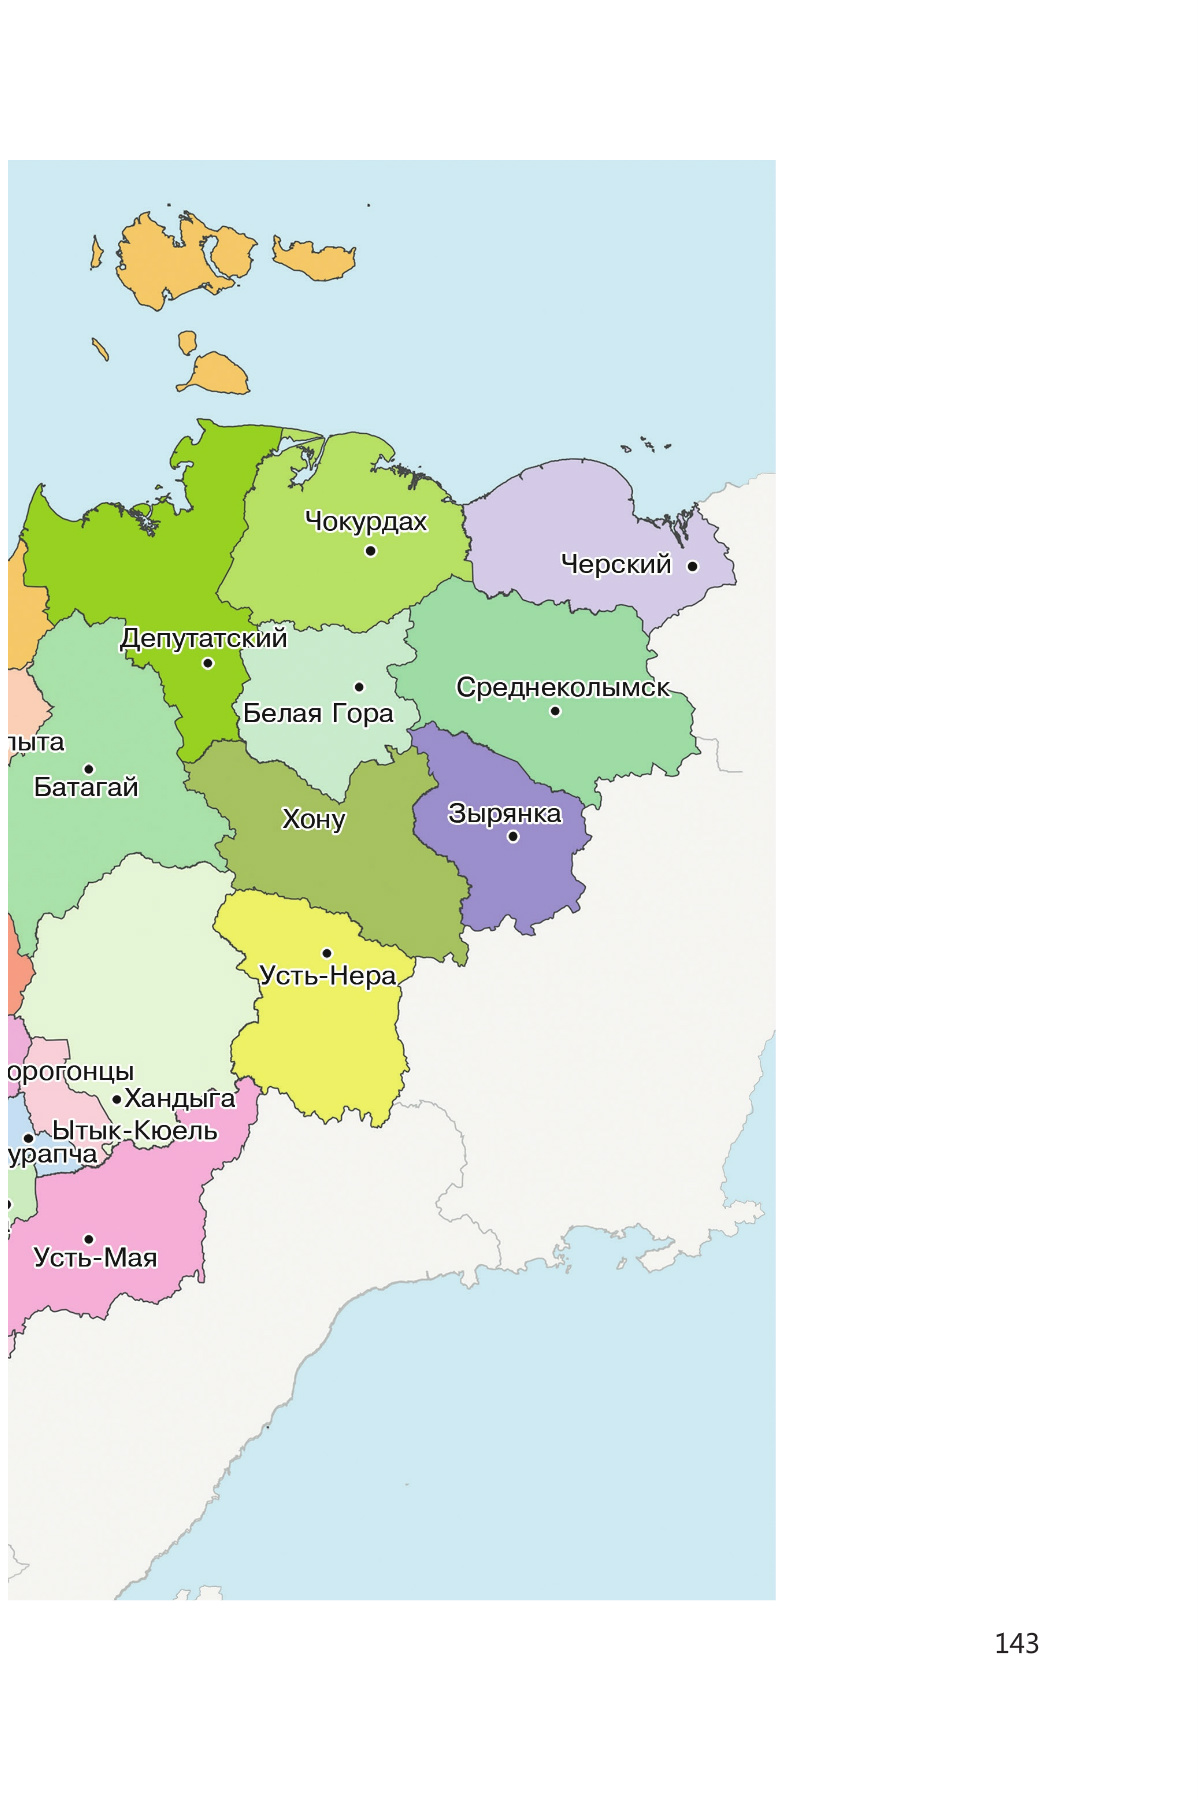 Чокурдах
Черский
Депутатский
Среднеколымск
Белая Гора
пыта
Батагай
Зырянка
Хону
Усть-Нера
орогонцы
Хандыга
Ытык-Кюель
урапча
Усть-Мая
143